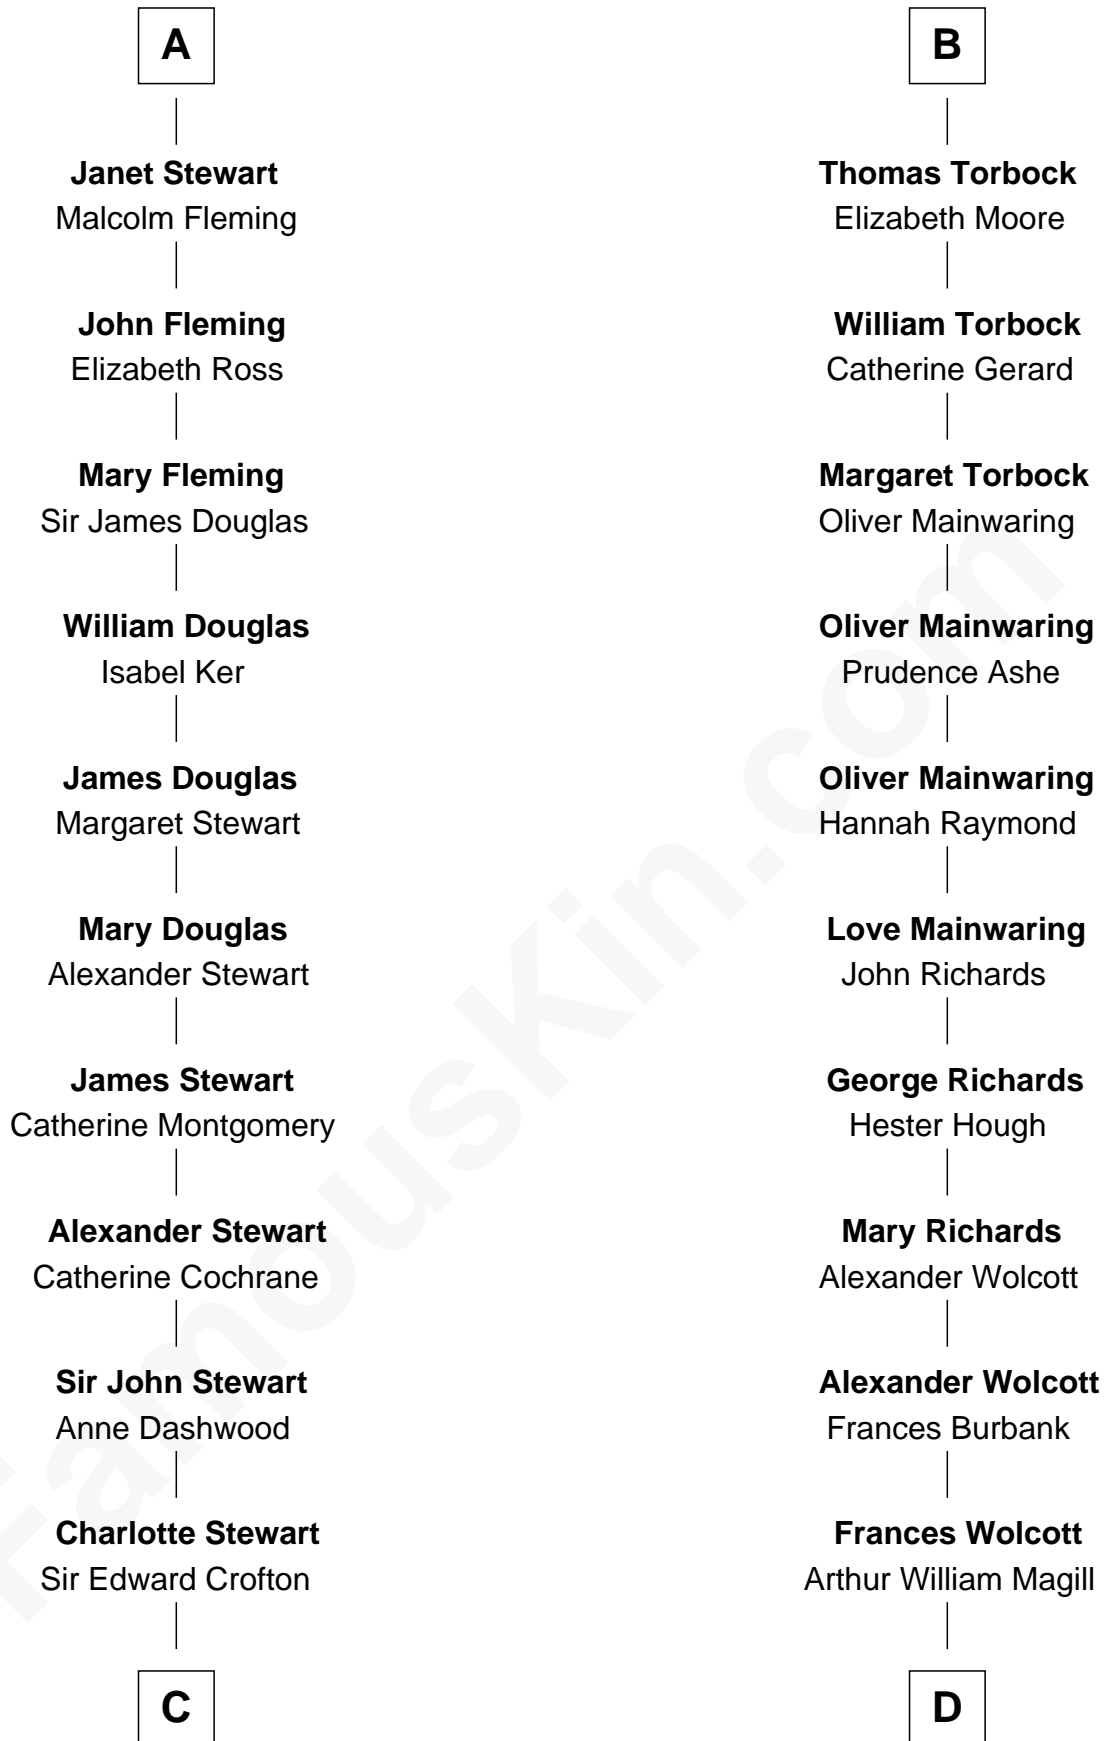 A
Janet Stewart
Malcolm Fleming
John Fleming
Elizabeth Ross
Mary Fleming
Sir James Douglas
William Douglas
Isabel Ker
James Douglas
Margaret Stewart
Mary Douglas
Alexander Stewart
James Stewart
Catherine Montgomery
Alexander Stewart
Catherine Cochrane
Sir John Stewart
Anne Dashwood
Charlotte Stewart
Sir Edward Crofton
C
B
Thomas Torbock
Elizabeth Moore
William Torbock
Catherine Gerard
Margaret Torbock
Oliver Mainwaring
Oliver Mainwaring
Prudence Ashe
Oliver Mainwaring
Hannah Raymond
Love Mainwaring
John Richards
George Richards
Hester Hough
Mary Richards
Alexander Wolcott
Alexander Wolcott
Frances Burbank
Frances Wolcott
Arthur William Magill
D
FamousKin.com